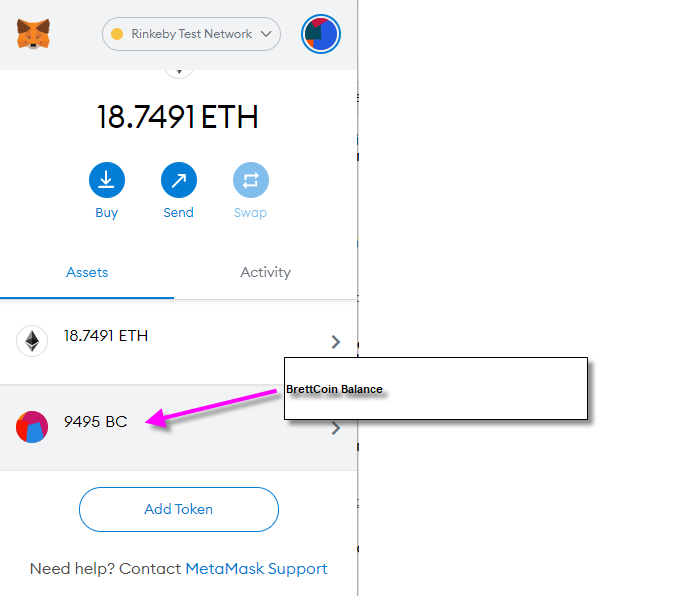 Rinkeby Test Network
18.7491 ETH
Buy
Send
Swap
Assets
Activity
18.7491 ETH
BrettCoin Balance
9495 BC
Add Token
Need help? Contact MetaMask Support